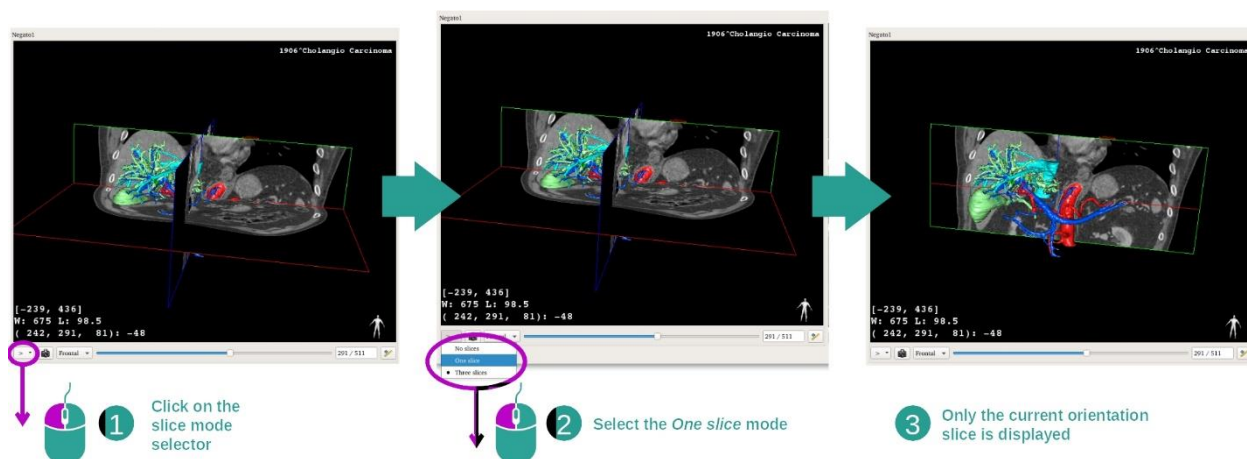 Negato1
1906^Cholangio Carcinoma
[-239, 436]
W: 675 L: 98.5
( 242, 291, 81): -48
>
Frontal
291 / 511
1
Click on the
slice mode
selector
Negato1
1906^Cholangio Carcinoma
[-239, 436]
W: 675 L: 98.5
( 242, 291, 81): -48
>
Frontal
291 / 511
No slices
One slice
Three slices
2
Select the One slice mode
Negato1
1906^Cholangio Carcinoma
[-239, 436]
W: 675 L: 98.5
( 242, 291, 81): -48
>
Frontal
291 / 511
3
Only the current orientation
slice is displayed